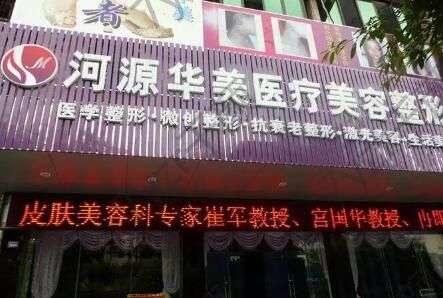 者
河源华美医疗美容整形
医学整形·微创整形·抗衰老整形·激光美容·生活美
皮肤美容科专家崔军教授、宫国华教授、由